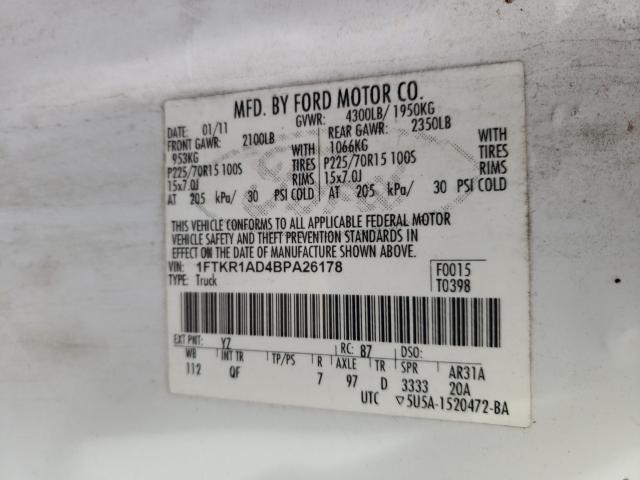 MFD. BY FORD MOTOR CO.
DATE: 01/11 GVWR: 4300LB/ 1950KG
FRONT GAWR: 2100LB REAR GAWR: 2350LB
953KG WITH 1066KG WITH
P225/70R15 100S TIRES P225/70R15 100S TIRES
15x7.0J RIMS 15x7.0J RIMS
AT 205 kPa/ 30 PSI COLD AT 205 kPa/ 30 PSI COLD
THIS VEHICLE CONFORMS TO ALL APPLICABLE FEDERAL MOTOR
VEHICLE SAFETY AND THEFT PREVENTION STANDARDS IN
EFFECT ON THE DATE OF MANUFACTURE SHOWN ABOVE.
VIN: 1FTKR1AD4BPA26178 F0015
TYPE: Truck T0398
EXT PNT: YZ RC: 87 DSO:
WB INT TR TP/PS R AXLE TR SPR AR31A
112 QF 7 97 D 3333 20A
UTC ▽5U5A-1520472-BA